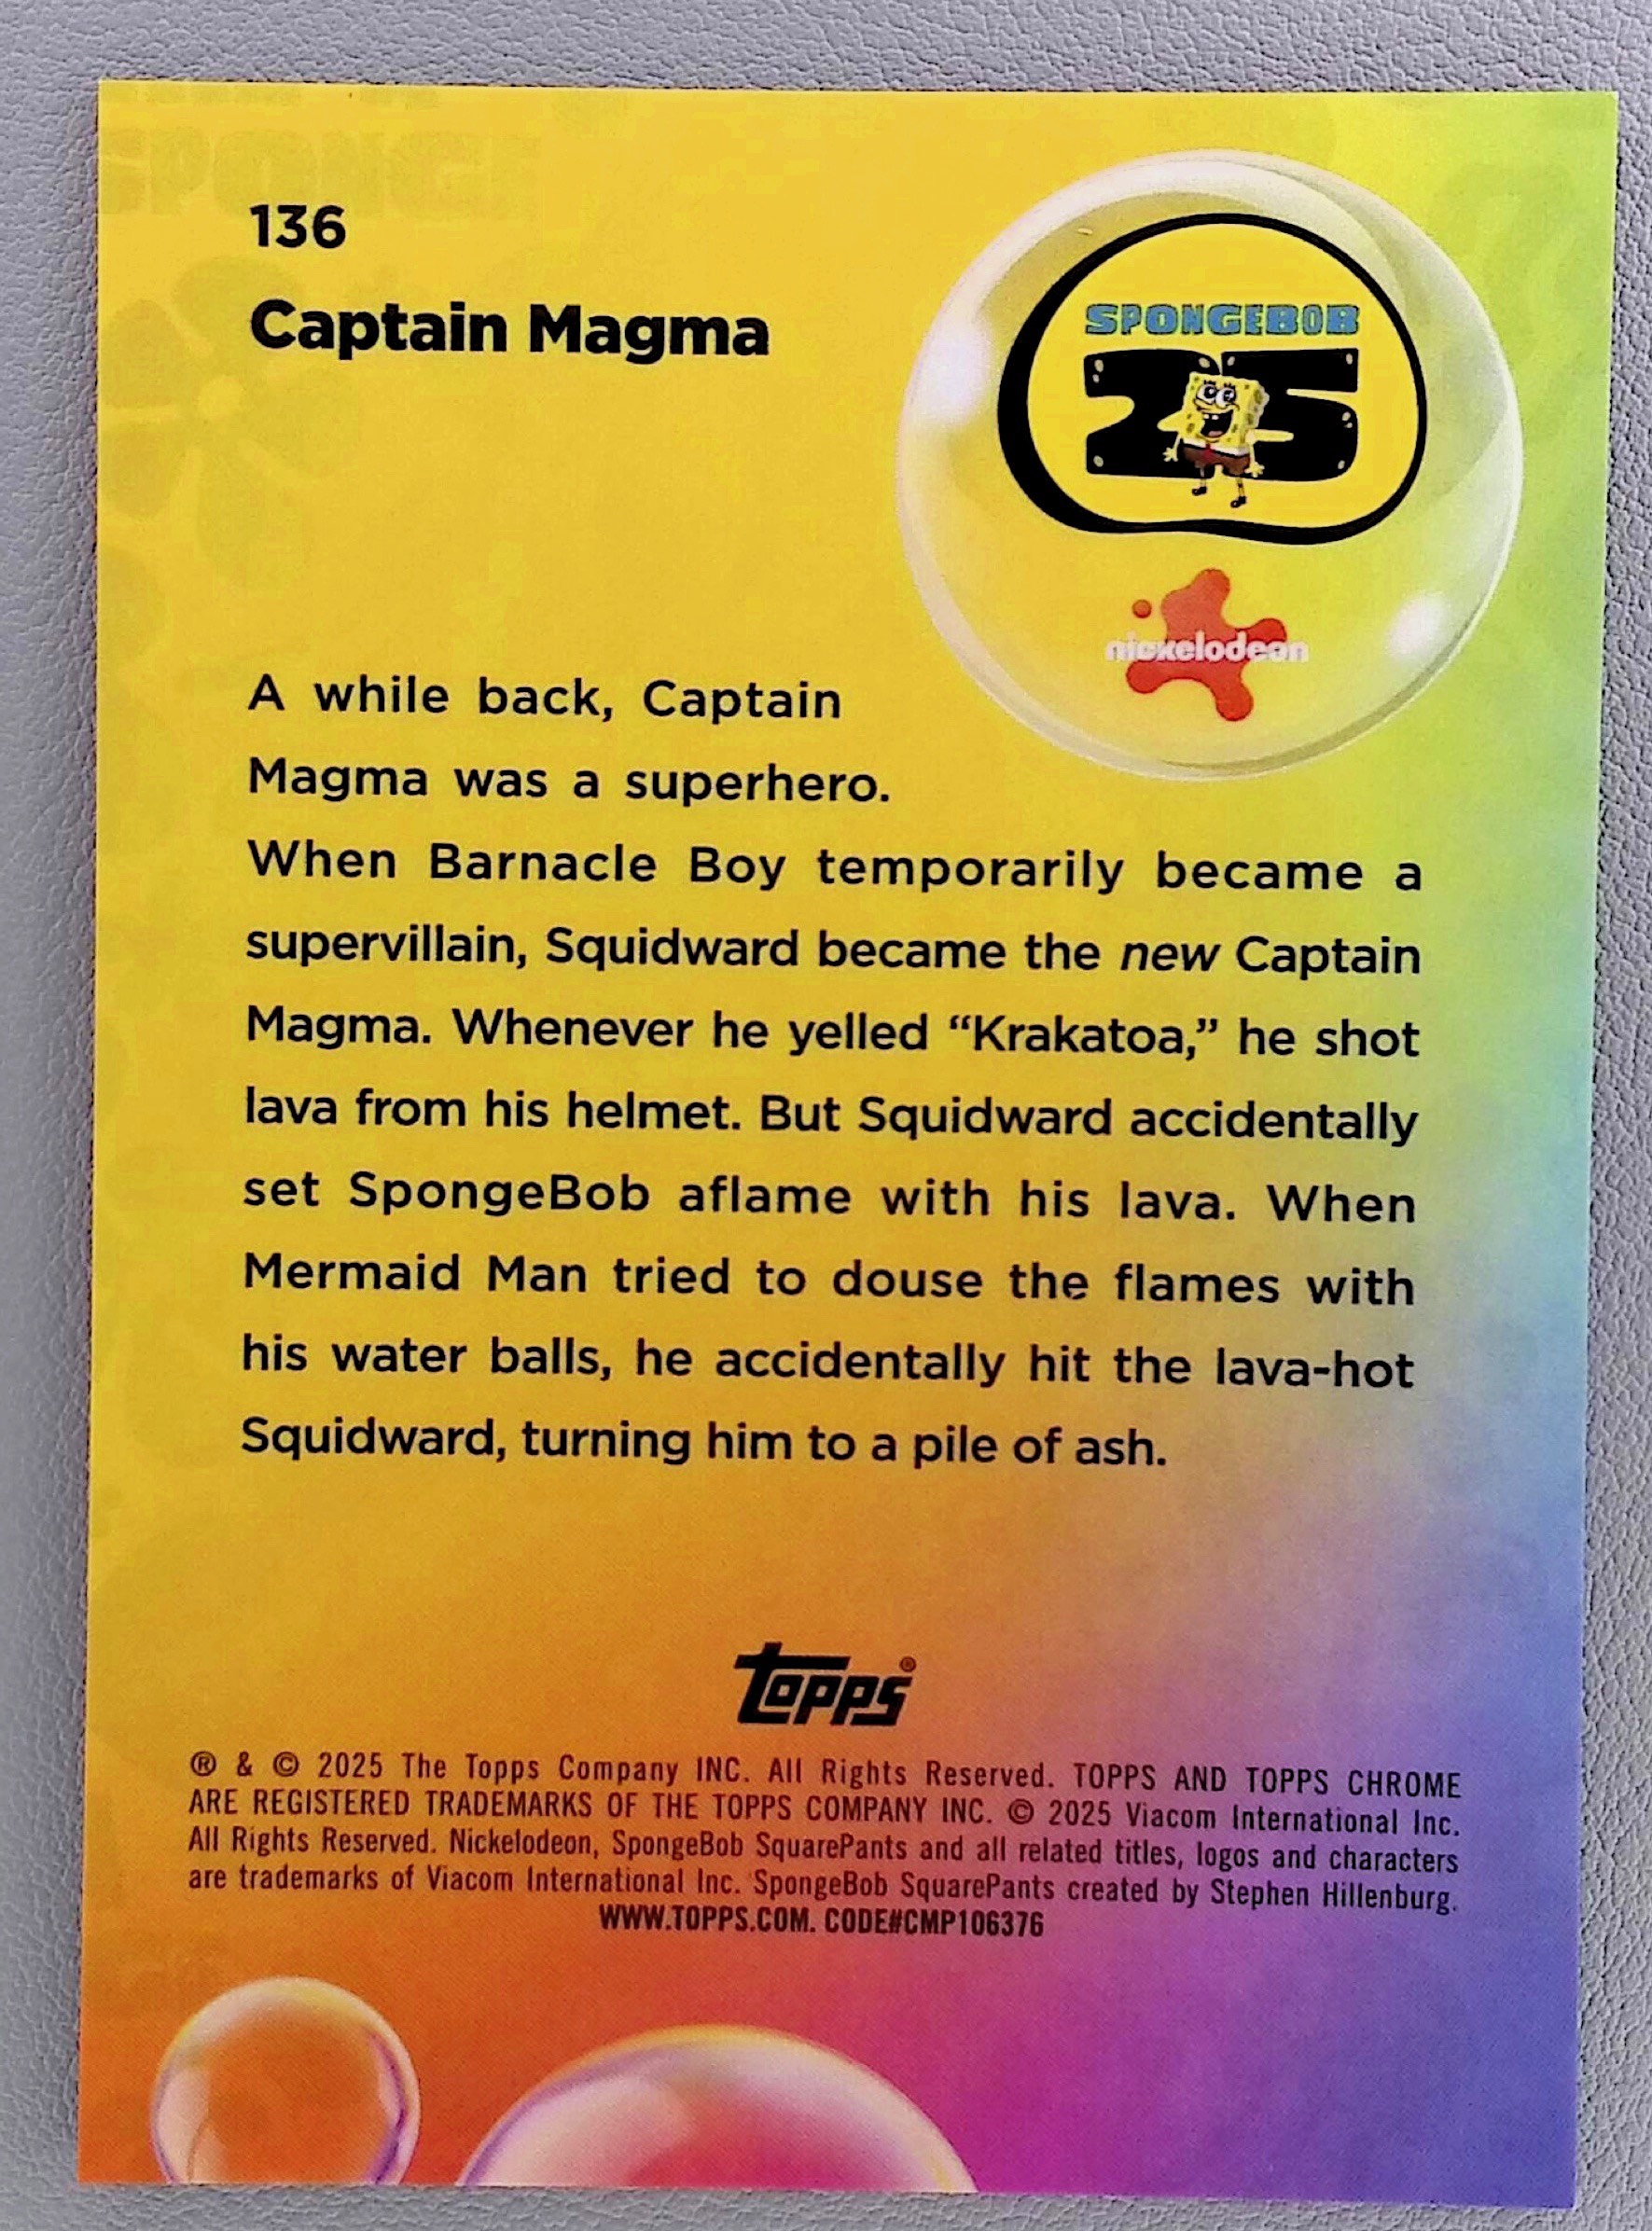 136
Captain Magma
SPONGEBOB
25
nickelodeon
A while back, Captain
Magma was a superhero.
When Barnacle Boy temporarily became a
supervillain, Squidward became the new Captain
Magma. Whenever he yelled “Krakatoa,” he shot
lava from his helmet. But Squidward accidentally
set SpongeBob aflame with his lava. When
Mermaid Man tried to douse the flames with
his water balls, he accidentally hit the lava-hot
Squidward, turning him to a pile of ash.
topps®
® & © 2025 The Topps Company INC. All Rights Reserved. TOPPS AND TOPPS CHROME
ARE REGISTERED TRADEMARKS OF THE TOPPS COMPANY INC. © 2025 Viacom International Inc.
All Rights Reserved. Nickelodeon, SpongeBob SquarePants and all related titles, logos and characters
are trademarks of Viacom International Inc. SpongeBob SquarePants created by Stephen Hillenburg.
WWW.TOPPS.COM. CODE#CMP106376